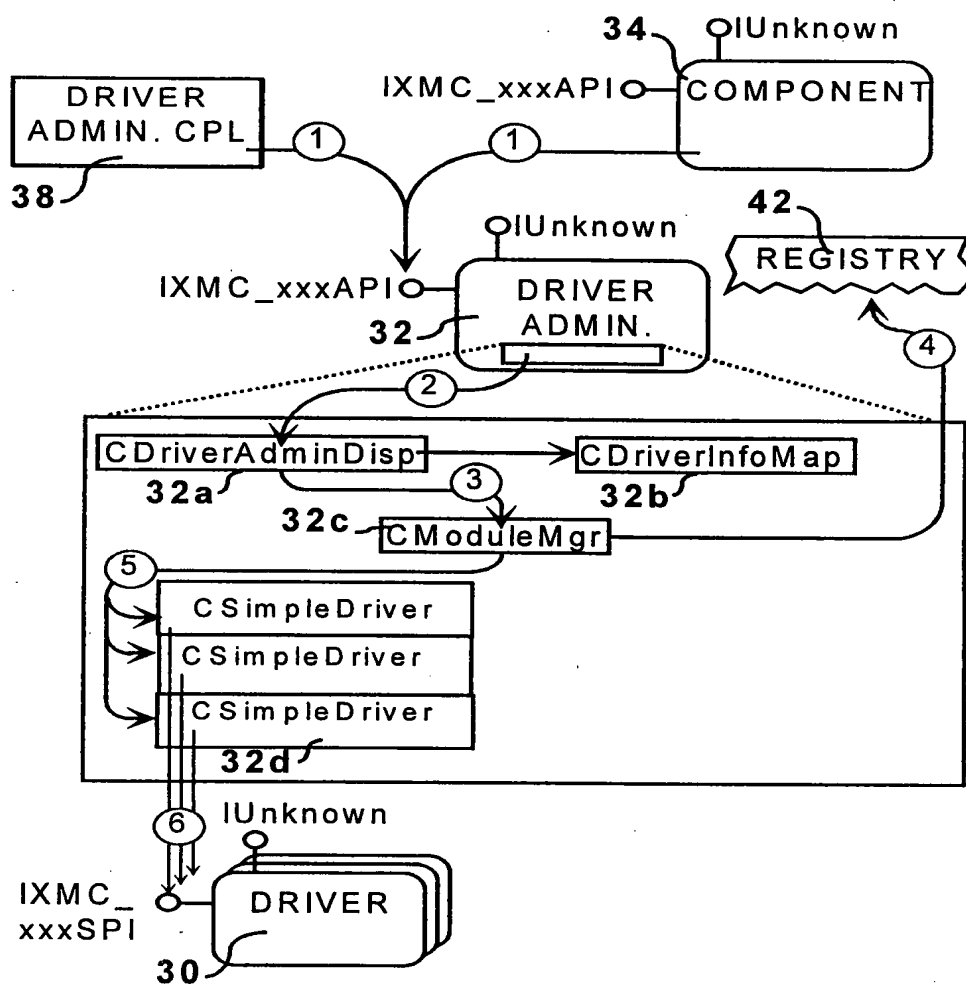 34
IUnknown
IXMC_xxxAPI
COMPONENT
DRIVER
ADMIN. CPL
1
1
38
42
REGISTRY
IUnknown
IXMC_xxxAPI
DRIVER
ADMIN.
32
4
2
CDriverAdminDisp
CDriverInfoMap
32a
3
32b
32c
CModuleMgr
5
CSimpleDriver
CSimpleDriver
CSimpleDriver
32d
6
IUnknown
IXMC_
xxxSPI
DRIVER
30